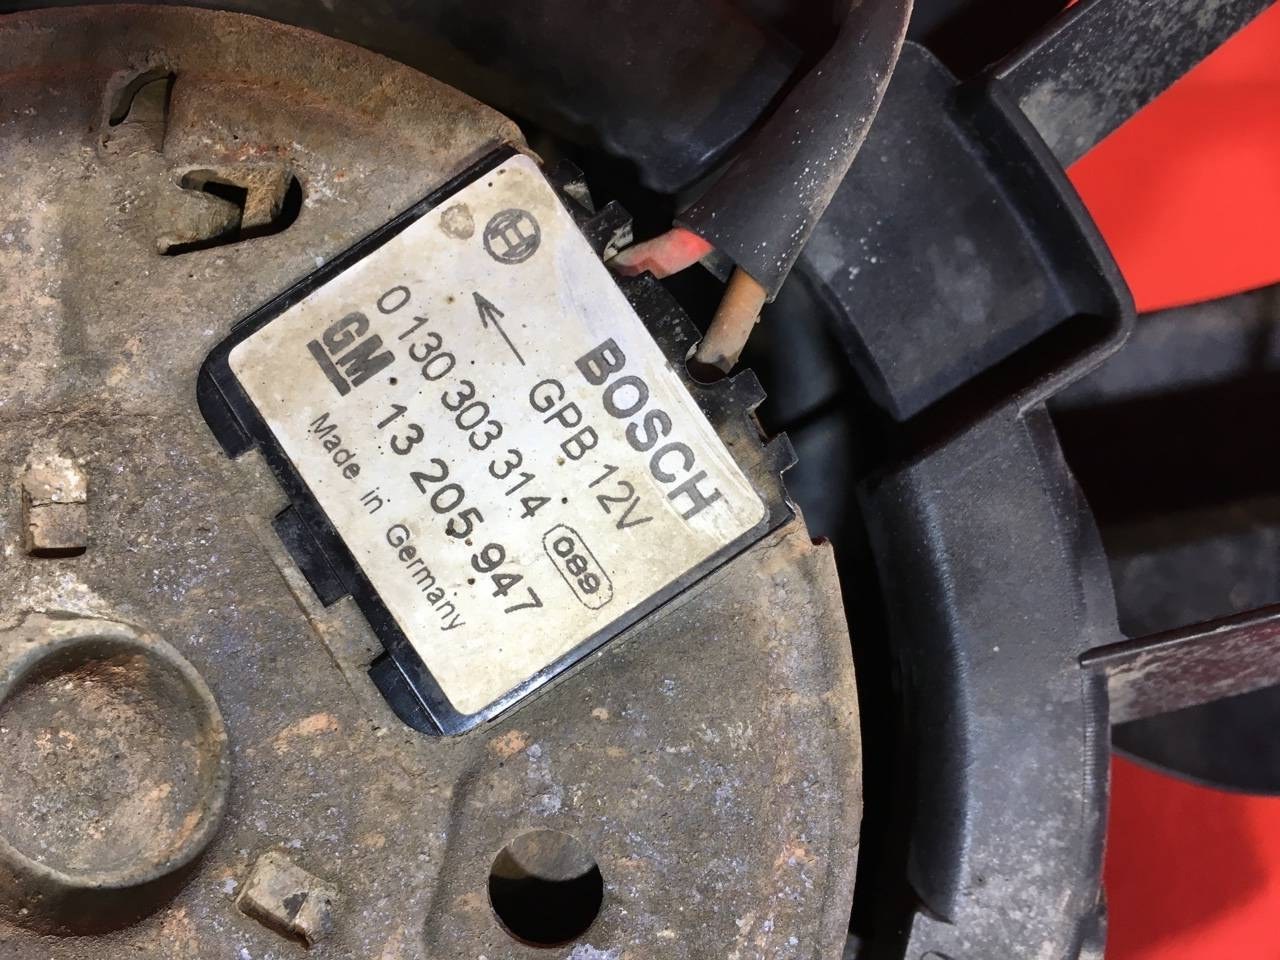 BOSCH
GPB 12V
0 130 303 314 089
GM 13 205 947
Made in Germany